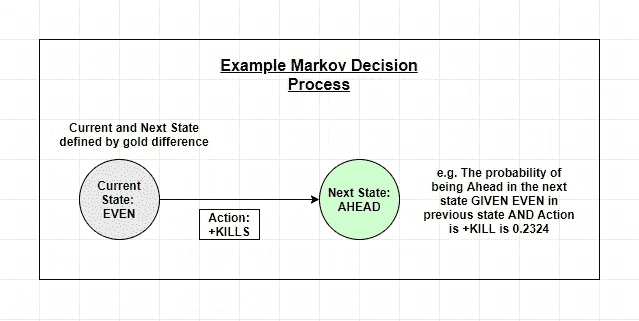 Example Markov Decision
Process
Current and Next State
defined by gold difference
Current
State:
EVEN
Action:
+KILLS
Next State:
AHEAD
e.g. The probability of
being Ahead in the next
state GIVEN EVEN in
previous state AND Action
is +KILL is 0.2324